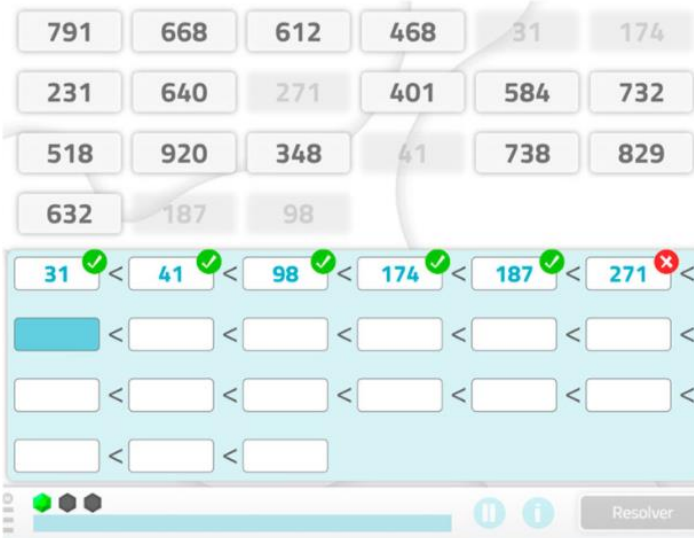 791 668 612 468 31 174
231 640 271 401 584 732
518 920 348 41 738 829
632 187 98
31 < 41 < 98 < 174 < 187 < 271 <
< < < < < <
< < < < < <
< <
Resolver